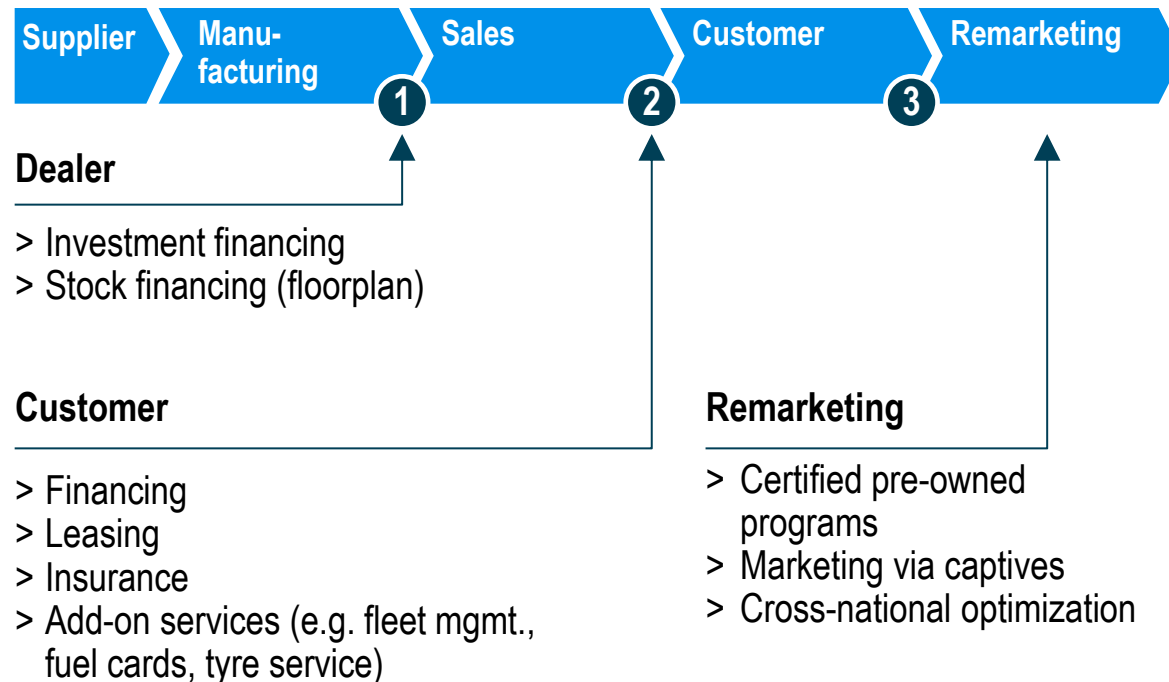 Supplier
Manu-
facturing
Sales
Customer
Remarketing
1
2
3
Dealer
> Investment financing
> Stock financing (floorplan)
Customer
> Financing
> Leasing
> Insurance
> Add-on services (e.g. fleet mgmt.,
fuel cards, tyre service)
Remarketing
> Certified pre-owned
programs
> Marketing via captives
> Cross-national optimization